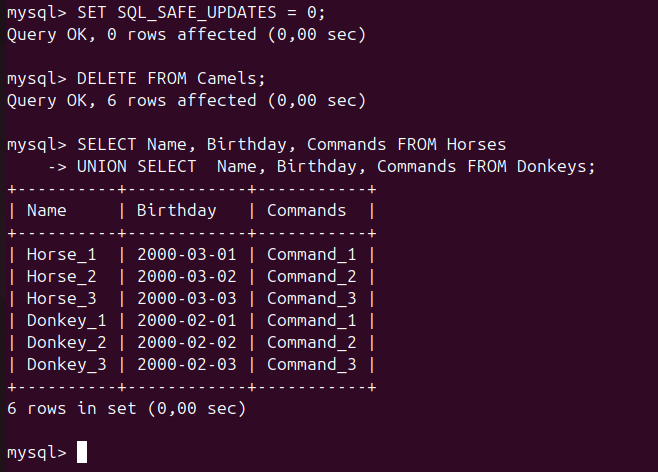 mysql> SET SQL_SAFE_UPDATES = 0;
Query OK, 0 rows affected (0,00 sec)
mysql> DELETE FROM Camels;
Query OK, 6 rows affected (0,00 sec)
mysql> SELECT Name, Birthday, Commands FROM Horses
    -> UNION SELECT  Name, Birthday, Commands FROM Donkeys;
+----------+------------+-----------+
| Name     | Birthday   | Commands  |
+----------+------------+-----------+
| Horse_1  | 2000-03-01 | Command_1 |
| Horse_2  | 2000-03-02 | Command_2 |
| Horse_3  | 2000-03-03 | Command_3 |
| Donkey_1 | 2000-02-01 | Command_1 |
| Donkey_2 | 2000-02-02 | Command_2 |
| Donkey_3 | 2000-02-03 | Command_3 |
+----------+------------+-----------+
6 rows in set (0,00 sec)
mysql>